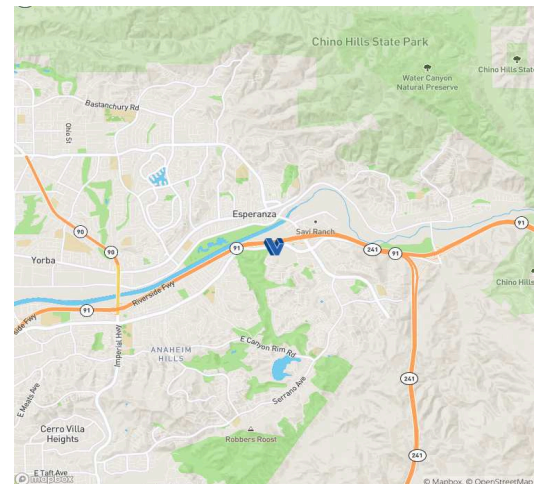 Chino Hills State Park
Water Canyon
Natural Preserve
Chino Hills State
Bastanchury Rd
Ohio St
Esperanza
Savi Ranch
91
90
90
91
241
91
Yorba
Riverside Fwy
91
side Fwy
Imperial Hwy
Chino Hills
ANAHEIM
HILLS
E Canyon Rim Rd
Serrano Ave
241
E Meats Ave
Cerro Villa
Heights
Robbers Roost
241
E Taft Ave
mapbox
© Mapbox, © OpenStreetMap